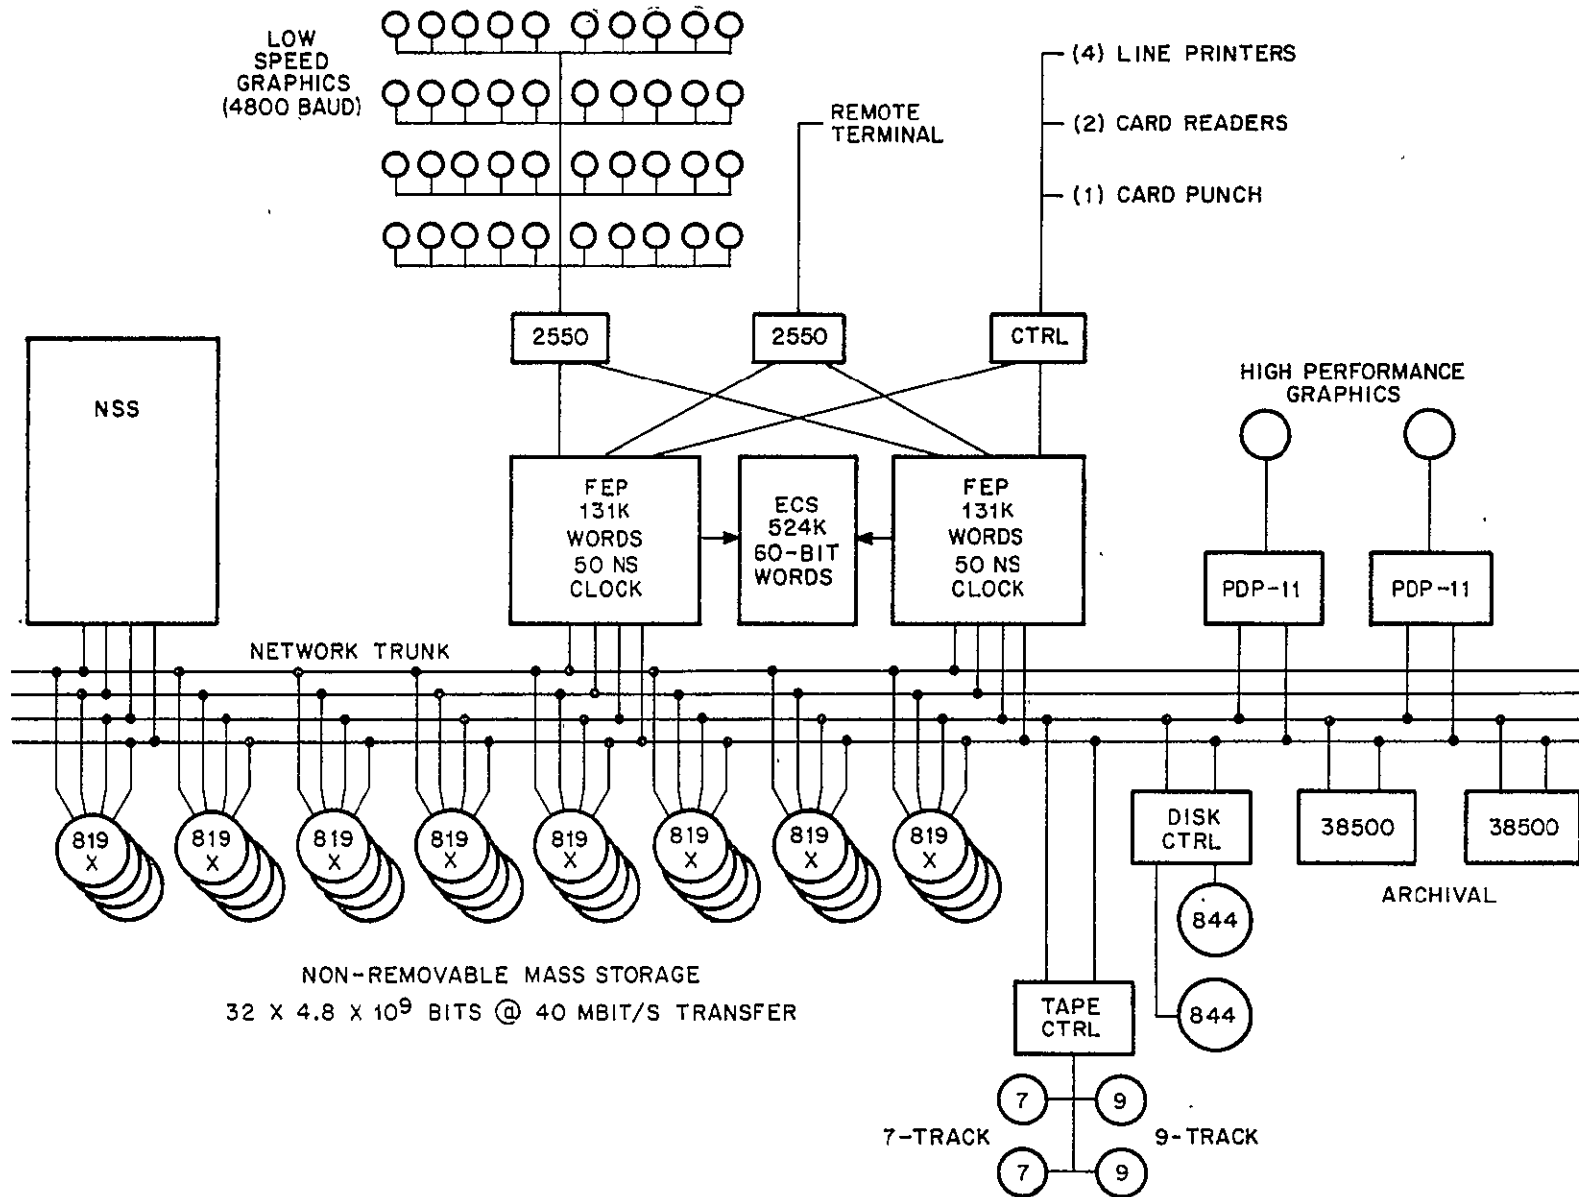 LOW
SPEED
GRAPHICS
(4800 BAUD)
(4) LINE PRINTERS
REMOTE
TERMINAL
(2) CARD READERS
(1) CARD PUNCH
2550
2550
CTRL
NSS
HIGH PERFORMANCE
GRAPHICS
FEP
131K
WORDS
50 NS
CLOCK
ECS
524K
60-BIT
WORDS
FEP
131K
WORDS
50 NS
CLOCK
PDP-11
PDP-11
NETWORK TRUNK
819
X
819
X
819
X
819
X
819
X
819
X
819
X
819
X
DISK
CTRL
38500
38500
ARCHIVAL
844
844
NON-REMOVABLE MASS STORAGE
32 X 4.8 X 10⁹ BITS @ 40 MBIT/S TRANSFER
TAPE
CTRL
7
9
7-TRACK
9-TRACK
7
9